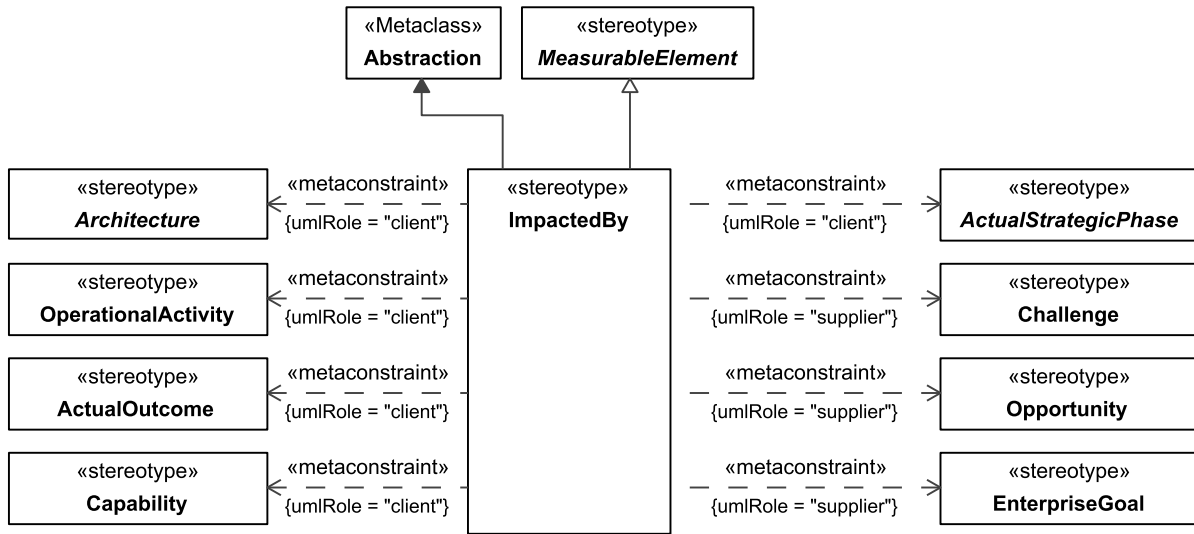 «Metaclass»
Abstraction
«stereotype»
MeasurableElement
«stereotype»
Architecture
«metaconstraint»
{umlRole = "client"}
«stereotype»
ImpactedBy
«metaconstraint»
{umlRole = "client"}
«stereotype»
ActualStrategicPhase
«stereotype»
OperationalActivity
«metaconstraint»
{umlRole = "client"}
«metaconstraint»
{umlRole = "supplier"}
«stereotype»
Challenge
«stereotype»
ActualOutcome
«metaconstraint»
{umlRole = "client"}
«metaconstraint»
{umlRole = "supplier"}
«stereotype»
Opportunity
«stereotype»
Capability
«metaconstraint»
{umlRole = "client"}
«metaconstraint»
{umlRole = "supplier"}
«stereotype»
EnterpriseGoal